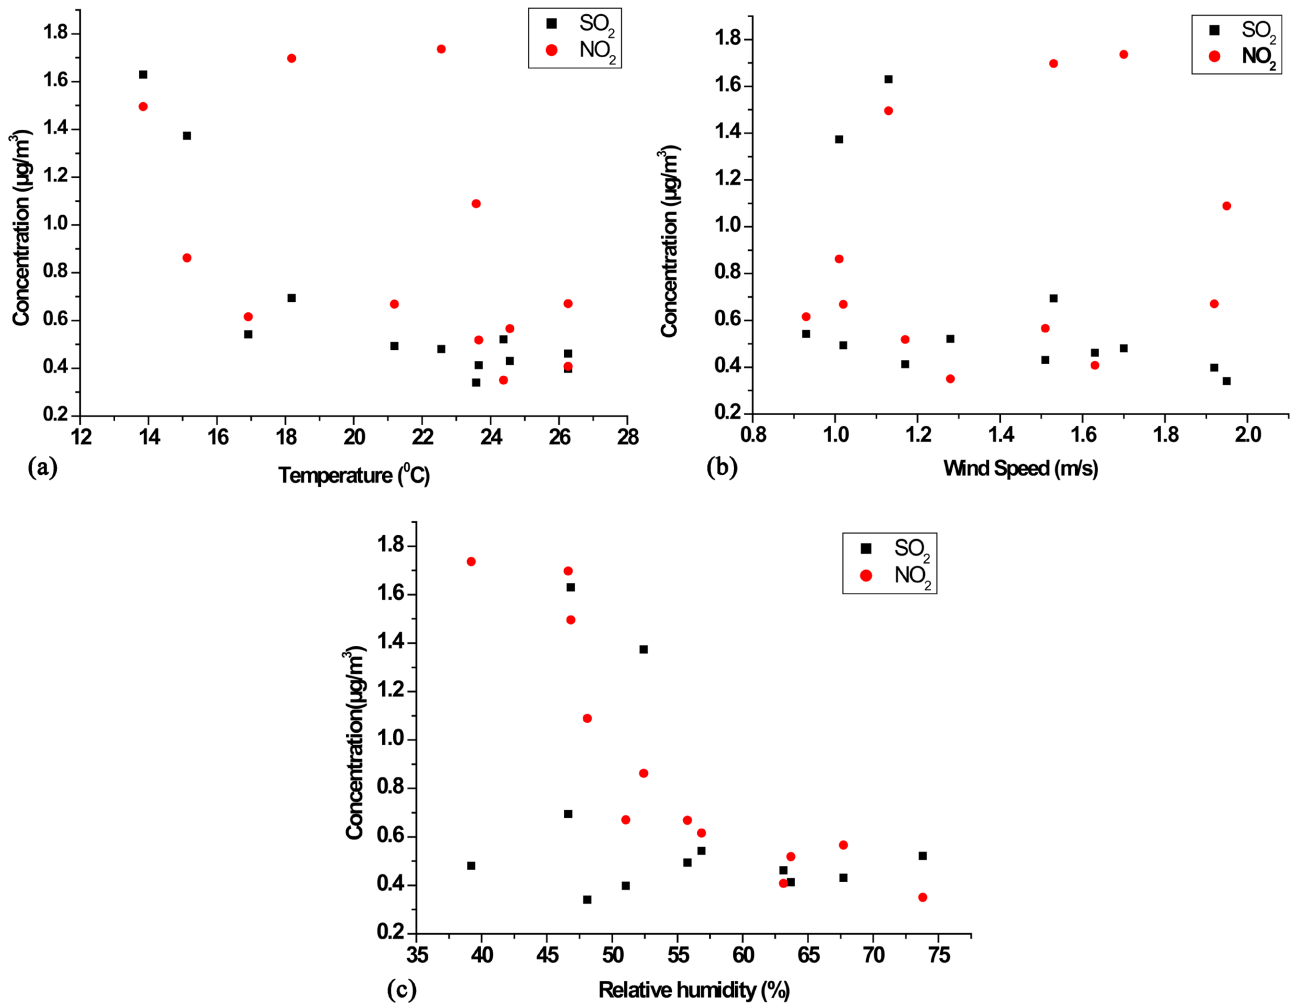 SO₂
NO₂
1.8
1.6
1.4
1.2
1.0
0.8
0.6
0.4
0.2
Concentration (µg/m³)
12 14 16 18 20 22 24 26 28
Temperature (⁰C)
(a)
SO₂
NO₂
1.8
1.6
1.4
1.2
1.0
0.8
0.6
0.4
0.2
Concentration (µg/m³)
0.8 1.0 1.2 1.4 1.6 1.8 2.0
Wind Speed (m/s)
(b)
SO₂
NO₂
1.8
1.6
1.4
1.2
1.0
0.8
0.6
0.4
0.2
Concentration(µg/m³)
35 40 45 50 55 60 65 70 75
Relative humidity (%)
(c)